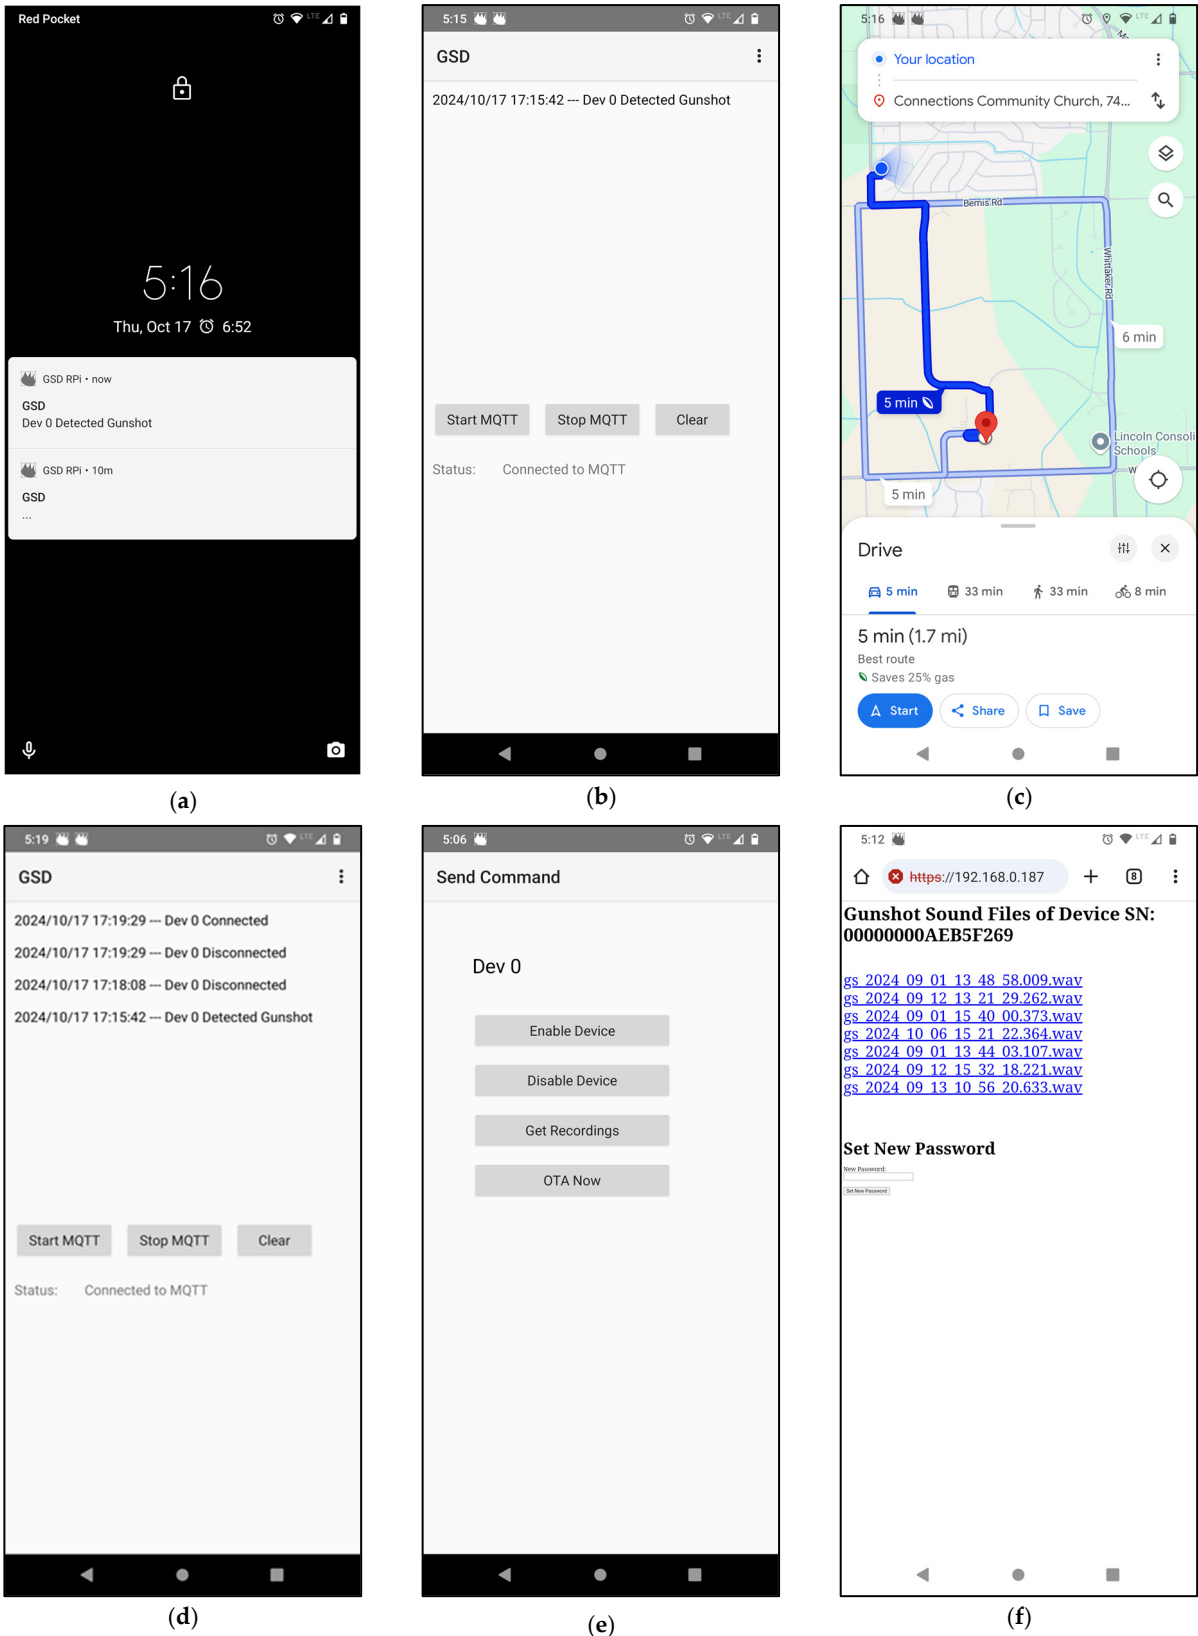 Red Pocket
LTE
5:16
Thu, Oct 17 6:52
GSD RPi • now
GSD
Dev 0 Detected Gunshot
GSD RPi • 10m
GSD
...
(a)
5:15 LTE
GSD
2024/10/17 17:15:42 --- Dev 0 Detected Gunshot
Start MQTT Stop MQTT Clear
Status: Connected to MQTT
(b)
5:16 LTE
Your location
Connections Community Church, 74...
Bemis Rd
Whittaker Rd
6 min
5 min
Lincoln Consoli
Schools
W
5 min
Drive
5 min 33 min 33 min 8 min
5 min (1.7 mi)
Best route
Saves 25% gas
Start Share Save
(c)
5:19 LTE
GSD
2024/10/17 17:19:29 --- Dev 0 Connected
2024/10/17 17:19:29 --- Dev 0 Disconnected
2024/10/17 17:18:08 --- Dev 0 Disconnected
2024/10/17 17:15:42 --- Dev 0 Detected Gunshot
Start MQTT Stop MQTT Clear
Status: Connected to MQTT
(d)
5:06 LTE
Send Command
Dev 0
Enable Device
Disable Device
Get Recordings
OTA Now
(e)
5:12 LTE
https://192.168.0.187 8
Gunshot Sound Files of Device SN:
00000000AEB5F269
gs_2024_09_01_13_48_58.009.wav
gs_2024_09_12_13_21_29.262.wav
gs_2024_09_01_15_40_00.373.wav
gs_2024_10_06_15_21_22.364.wav
gs_2024_09_01_13_44_03.107.wav
gs_2024_09_12_15_32_18.221.wav
gs_2024_09_13_10_56_20.633.wav
Set New Password
New Password:
Set New Password
(f)